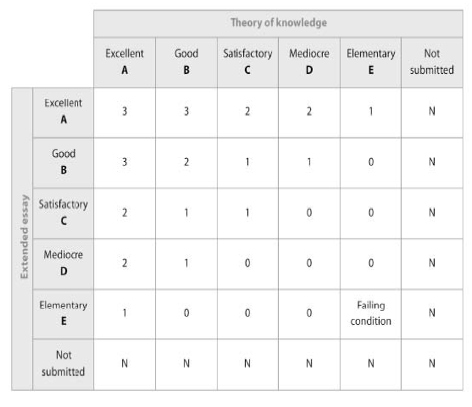 Theory of knowledge
Excellent Good Satisfactory Mediocre Elementary Not
A B C D E submitted
Extended essay
Excellent
A 3 3 2 2 1 N
Good
B 3 2 1 1 0 N
Satisfactory
C 2 1 1 0 0 N
Mediocre
D 2 1 0 0 0 N
Elementary
E 1 0 0 0 Failing condition N
Not
submitted N N N N N N